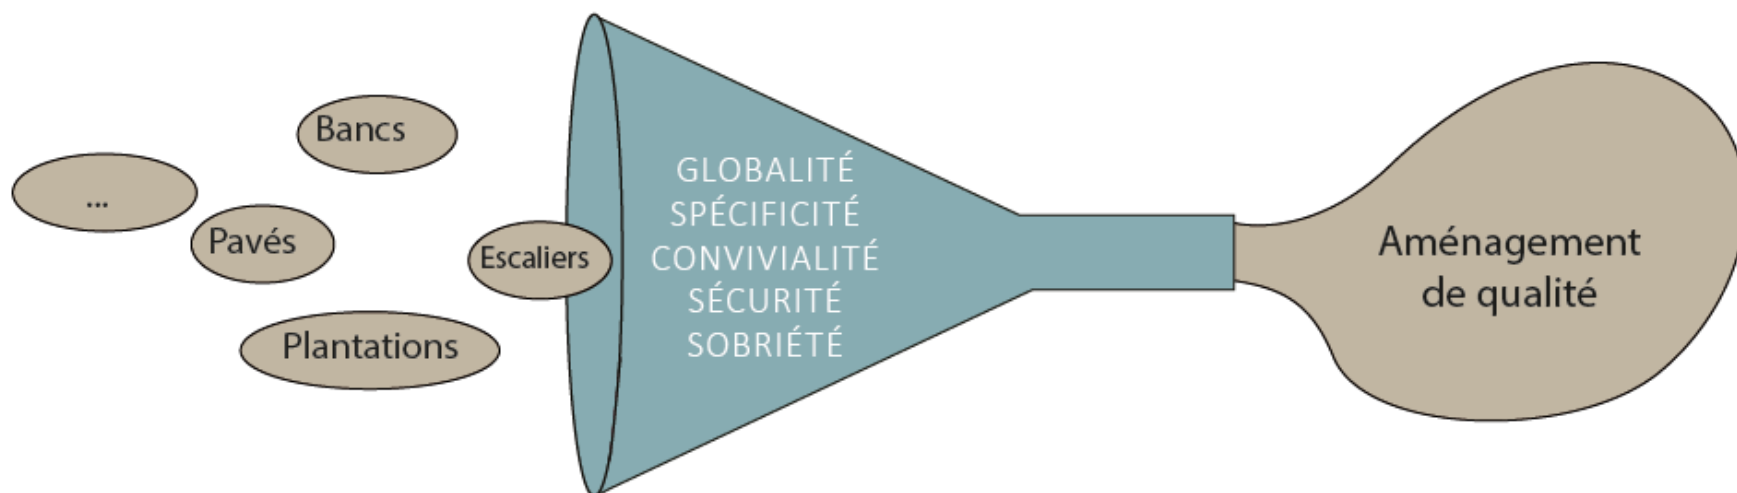 Bancs
...
Pavés
Escaliers
Plantations
GLOBALITÉ
SPÉCIFICITÉ
CONVIVIALITÉ
SÉCURITÉ
SOBRIÉTÉ
Aménagement
de qualité